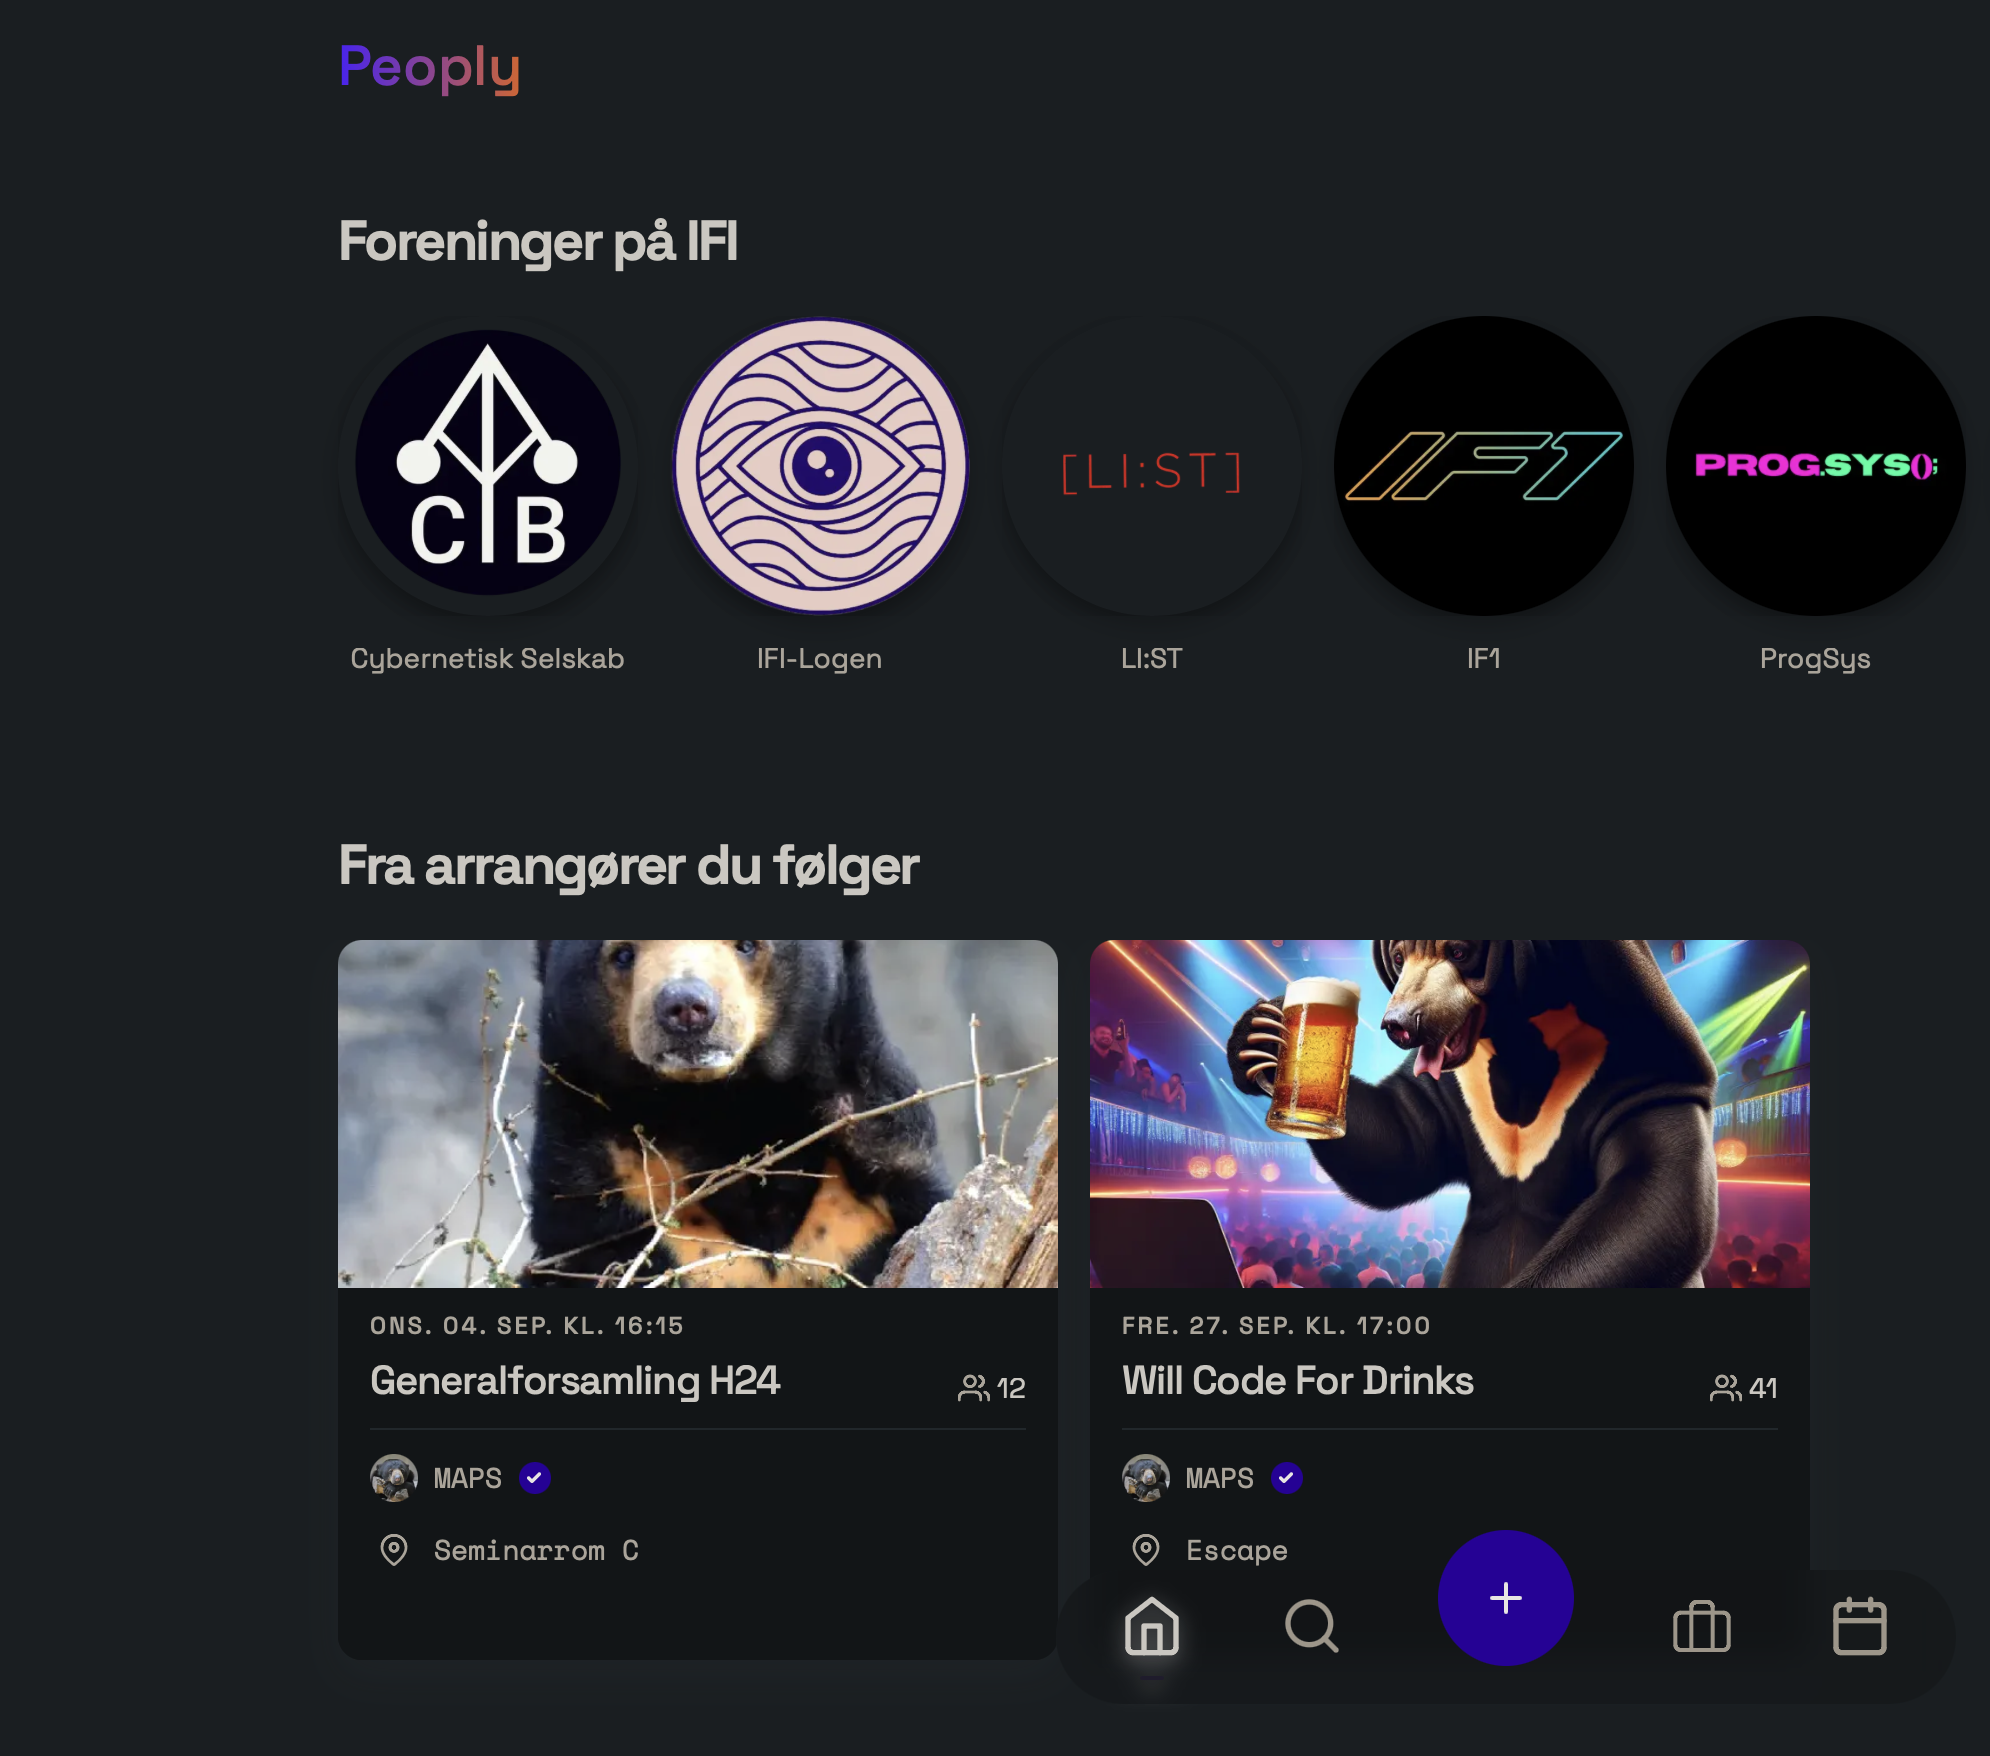 Peoply
Foreninger på IFI
C B
[LI:ST]
IF1
PROG.SYS();
Cybernetisk Selskab
IFI-Logen
LI:ST
IF1
ProgSys
Fra arrangører du følger
ONS. 04. SEP. KL. 16:15
Generalforsamling H24
12
MAPS
Seminarrom C
FRE. 27. SEP. KL. 17:00
Will Code For Drinks
41
MAPS
Escape